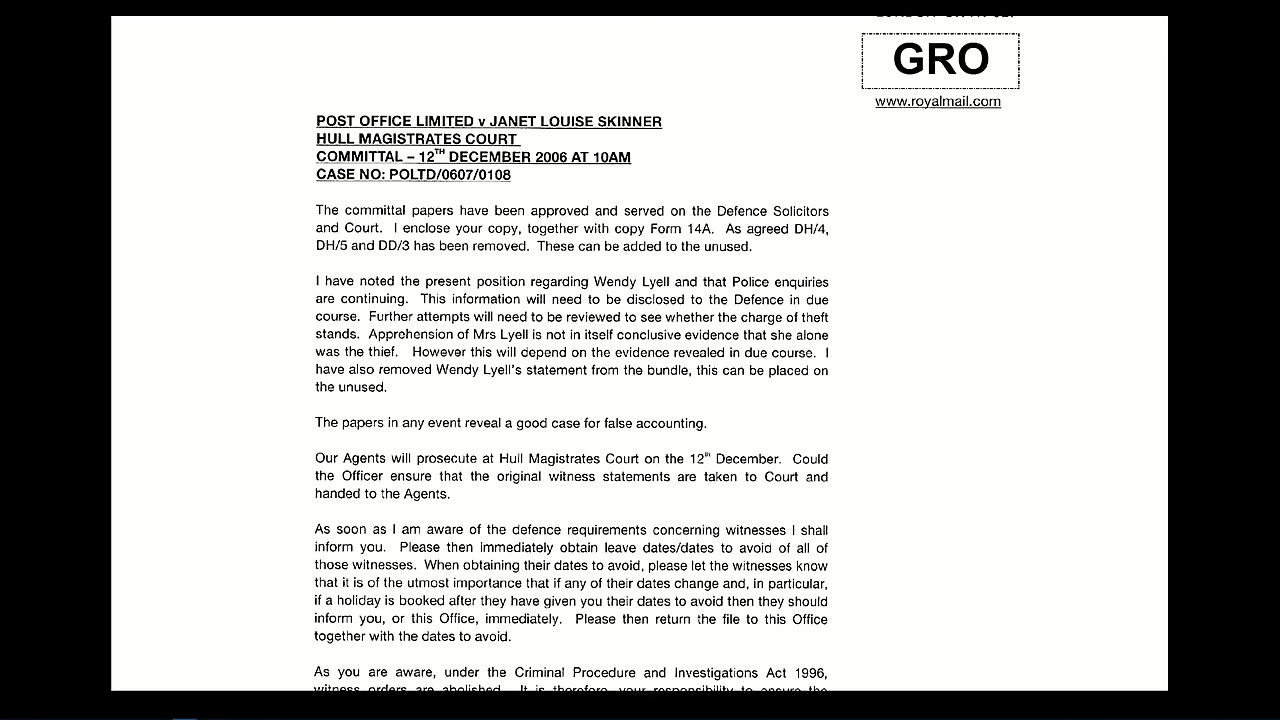 GRO
www.royalmail.com
POST OFFICE LIMITED v JANET LOUISE SKINNER
HULL MAGISTRATES COURT
COMMITTAL – 12TH DECEMBER 2006 AT 10AM
CASE NO: POLTD/0607/0108
The committal papers have been approved and served on the Defence Solicitors
and Court. I enclose your copy, together with copy Form 14A. As agreed DH/4,
DH/5 and DD/3 has been removed. These can be added to the unused.
I have noted the present position regarding Wendy Lyell and that Police enquiries
are continuing. This information will need to be disclosed to the Defence in due
course. Further attempts will need to be reviewed to see whether the charge of theft
stands. Apprehension of Mrs Lyell is not in itself conclusive evidence that she alone
was the thief. However this will depend on the evidence revealed in due course. I
have also removed Wendy Lyell's statement from the bundle, this can be placed on
the unused.
The papers in any event reveal a good case for false accounting.
Our Agents will prosecute at Hull Magistrates Court on the 12th December. Could
the Officer ensure that the original witness statements are taken to Court and
handed to the Agents.
As soon as I am aware of the defence requirements concerning witnesses I shall
inform you. Please then immediately obtain leave dates/dates to avoid of all of
those witnesses. When obtaining their dates to avoid, please let the witnesses know
that it is of the utmost importance that if any of their dates change and, in particular,
if a holiday is booked after they have given you their dates to avoid then they should
inform you, or this Office, immediately. Please then return the file to this Office
together with the dates to avoid.
As you are aware, under the Criminal Procedure and Investigations Act 1996,
witness orders are abolished. It is therefore, your responsibility to ensure the